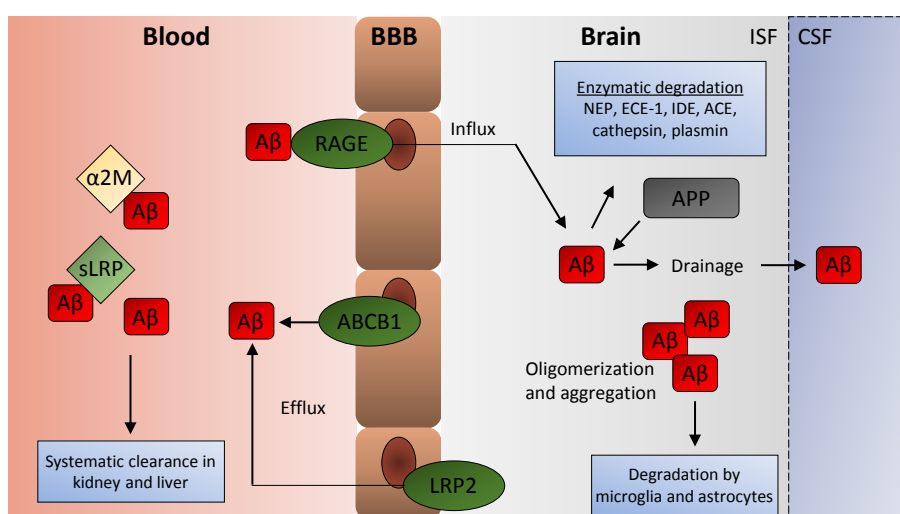 Blood
BBB
Brain
ISF
CSF
Enzymatic degradation
NEP, ECE-1, IDE, ACE,
cathepsin, plasmin
Aβ
RAGE
Influx
α2M
Aβ
APP
sLRP
Aβ
Aβ
Aβ
Drainage
Aβ
Aβ
ABCB1
Aβ
Aβ
Aβ
Oligomerization
and aggregation
Efflux
Systematic clearance in
kidney and liver
LRP2
Degradation by
microglia and astrocytes